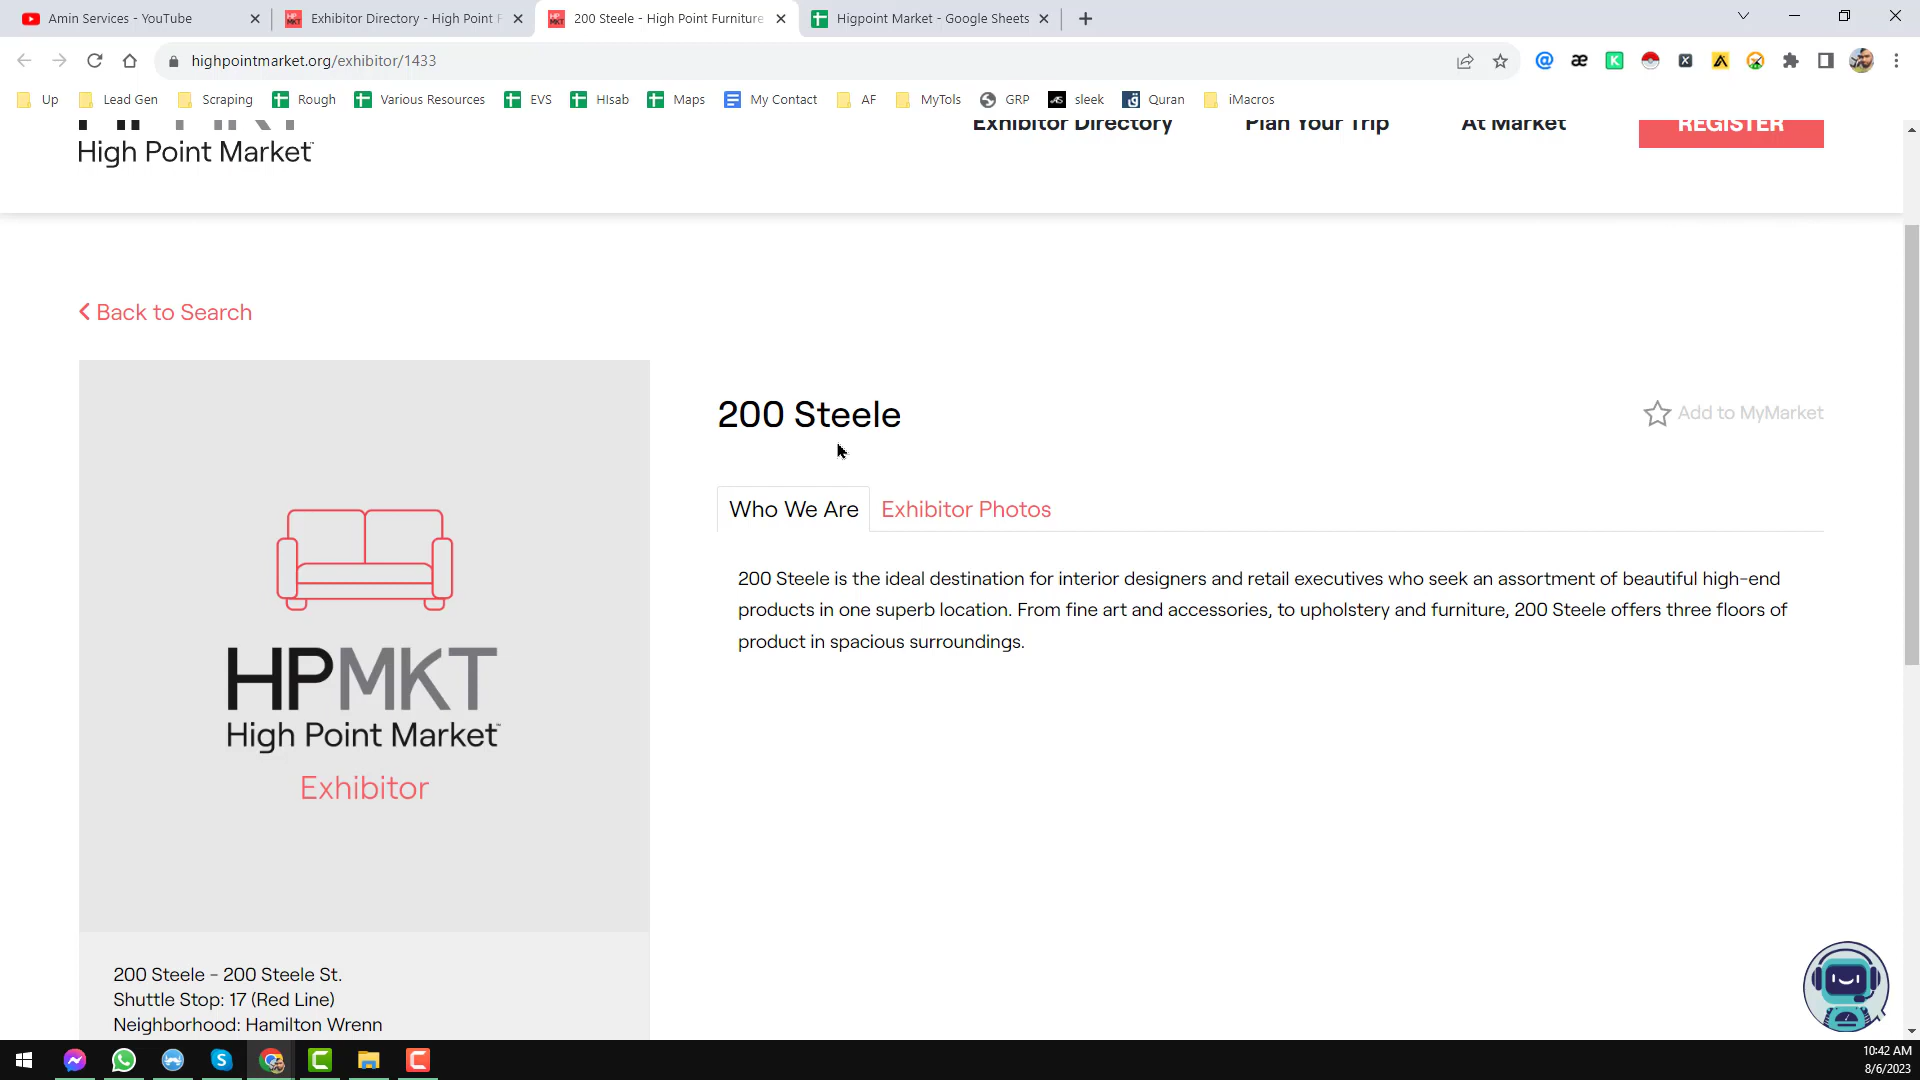 Amin Services - YouTube
Exhibitor Directory - High Point F
200 Steele - High Point Furniture
Higpoint Market - Google Sheets
highpointmarket.org/exhibitor/1433
Up
Lead Gen
Scraping
Rough
Various Resources
EVS
HIsab
Maps
My Contact
AF
MyTols
GRP
sleek
Quran
iMacros
High Point Market
Exhibitor Directory
Plan Your Trip
At Market
REGISTER
Back to Search
200 Steele
Add to MyMarket
Who We Are
Exhibitor Photos
200 Steele is the ideal destination for interior designers and retail executives who seek an assortment of beautiful high-end
products in one superb location. From fine art and accessories, to upholstery and furniture, 200 Steele offers three floors of
product in spacious surroundings.
HPMKT
High Point Market
Exhibitor
200 Steele - 200 Steele St.
Shuttle Stop: 17 (Red Line)
Neighborhood: Hamilton Wrenn
10:42 AM
8/6/2023